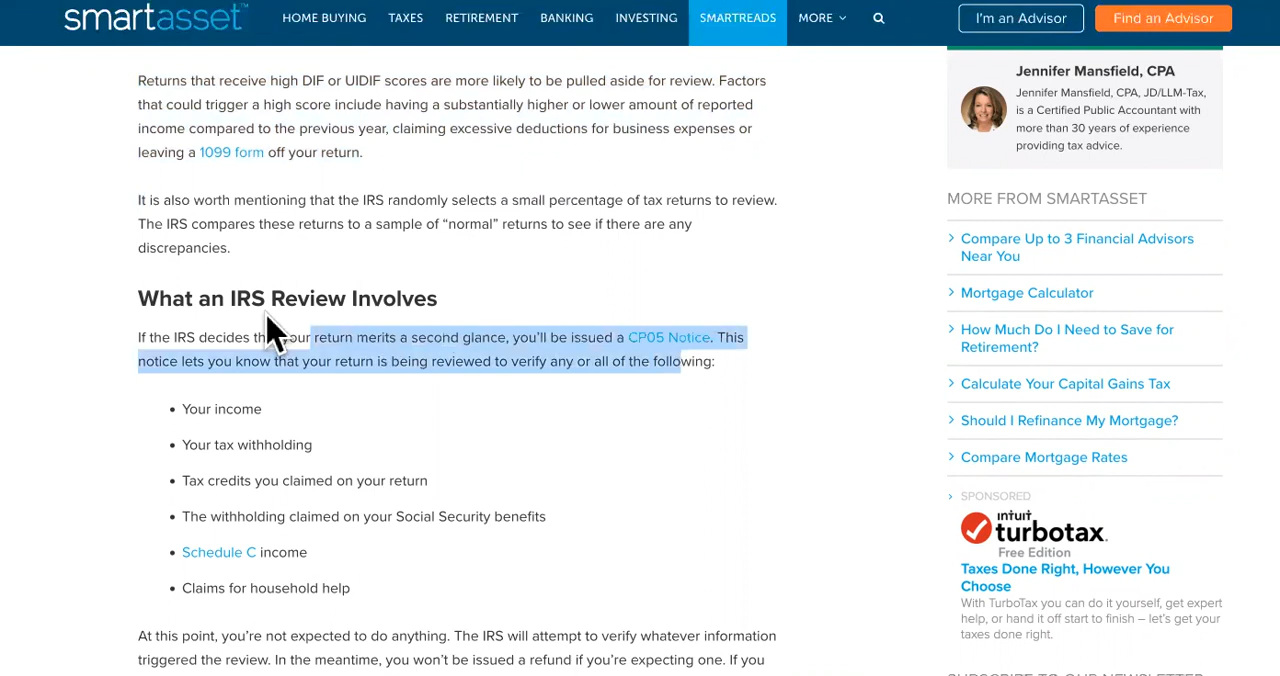 smartasset™
HOME BUYING
TAXES
RETIREMENT
BANKING
INVESTING
SMARTREADS
MORE
I'm an Advisor
Find an Advisor
Returns that receive high DIF or UIDIF scores are more likely to be pulled aside for review. Factors
that could trigger a high score include having a substantially higher or lower amount of reported
income compared to the previous year, claiming excessive deductions for business expenses or
leaving a 1099 form off your return.
It is also worth mentioning that the IRS randomly selects a small percentage of tax returns to review.
The IRS compares these returns to a sample of “normal” returns to see if there are any
discrepancies.
What an IRS Review Involves
If the IRS decides your return merits a second glance, you’ll be issued a CP05 Notice. This
notice lets you know that your return is being reviewed to verify any or all of the following:
• Your income
• Your tax withholding
• Tax credits you claimed on your return
• The withholding claimed on your Social Security benefits
• Schedule C income
• Claims for household help
At this point, you’re not expected to do anything. The IRS will attempt to verify whatever information
triggered the review. In the meantime, you won’t be issued a refund if you’re expecting one. If you
Jennifer Mansfield, CPA
Jennifer Mansfield, CPA, JD/LLM-Tax,
is a Certified Public Accountant with
more than 30 years of experience
providing tax advice.
MORE FROM SMARTASSET
Compare Up to 3 Financial Advisors
Near You
Mortgage Calculator
How Much Do I Need to Save for
Retirement?
Calculate Your Capital Gains Tax
Should I Refinance My Mortgage?
Compare Mortgage Rates
SPONSORED
intuit
turbotax.
Free Edition
Taxes Done Right, However You
Choose
With TurboTax you can do it yourself, get expert
help, or hand it off start to finish – let’s get your
taxes done right.
SUBSCRIBE TO OUR NEWSLETTER